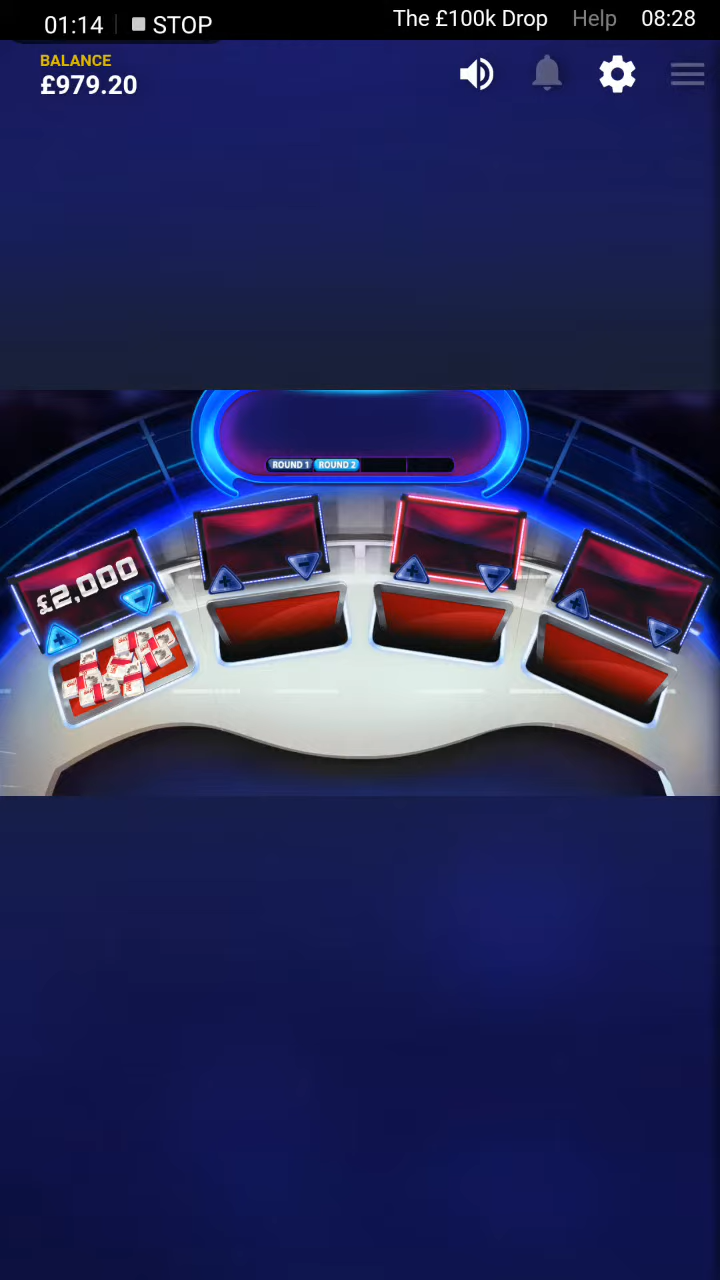 01:14 STOP The £100k Drop Help 08:28
BALANCE
£979.20
ROUND 1 ROUND 2
£2,000